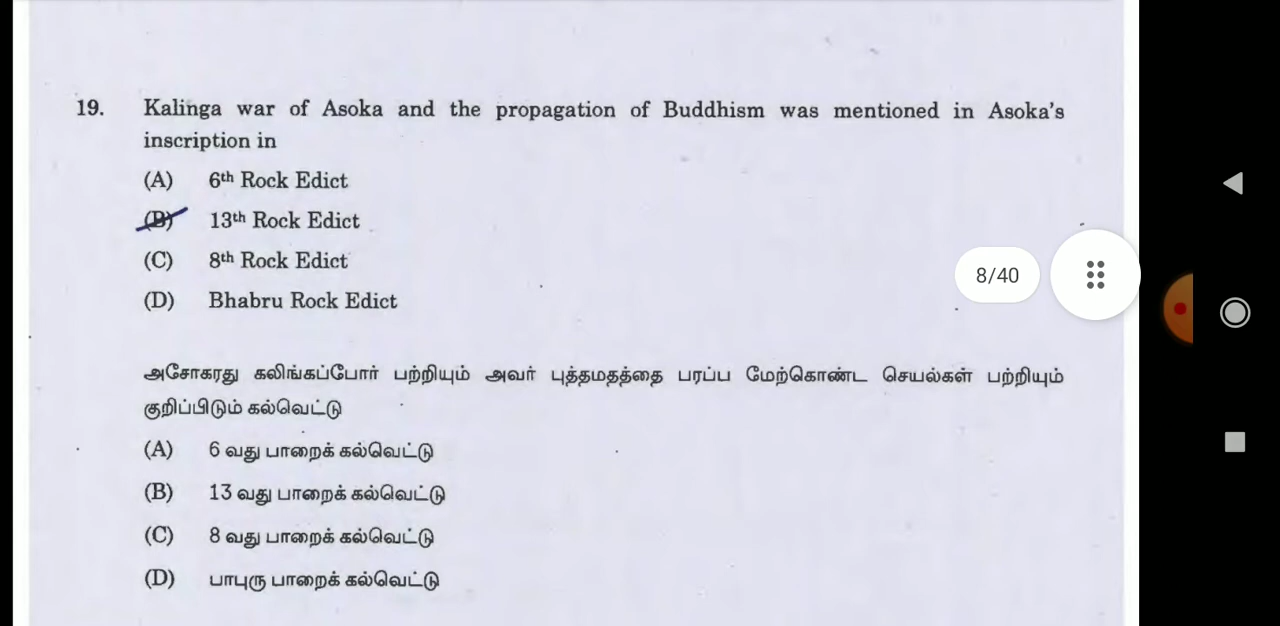 19. Kalinga war of Asoka and the propagation of Buddhism was mentioned in Asoka's
inscription in
(A) 6th Rock Edict
(B) 13th Rock Edict
(C) 8th Rock Edict
(D) Bhabru Rock Edict
8/40
அசோகரது கலிங்கப்போர் பற்றியும் அவர் புத்தமதத்தை பரப்ப மேற்கொண்ட செயல்கள் பற்றியும்
குறிப்பிடும் கல்வெட்டு
(A) 6 வது பாறைக் கல்வெட்டு
(B) 13 வது பாறைக் கல்வெட்டு
(C) 8 வது பாறைக் கல்வெட்டு
(D) பாபுரு பாறைக் கல்வெட்டு